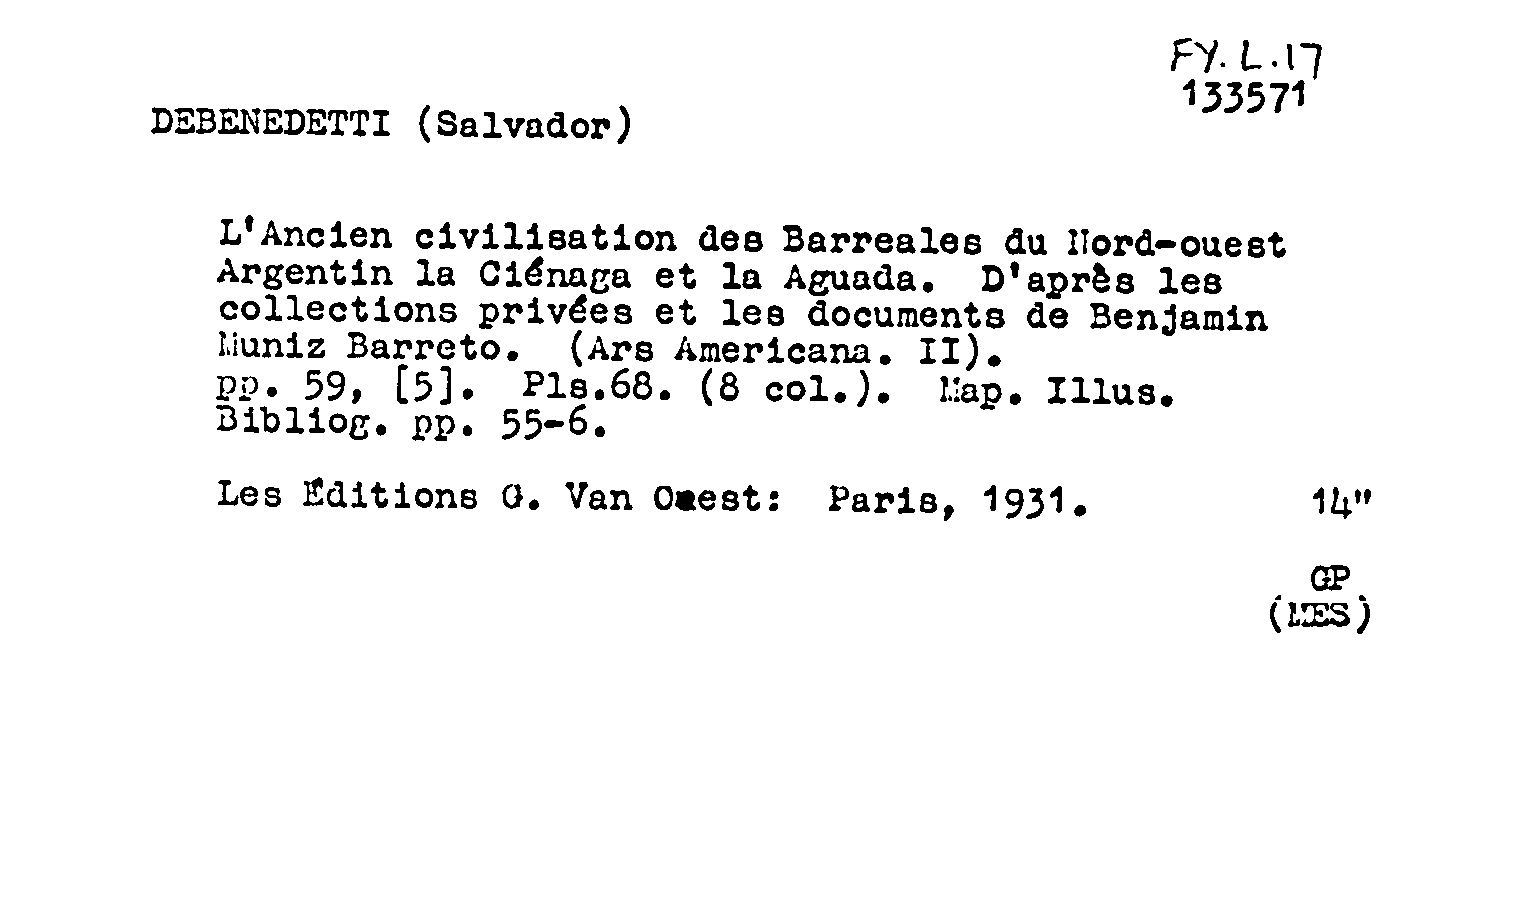 FY. L.17
133571
DEBENEDETTI (Salvador)
L'Ancien civilisation des Barreales du Nord-ouest
Argentin la Ciénaga et la Aguada. D'après les
collections privées et les documents de Benjamin
Muniz Barreto. (Ars Americana. II).
pp. 59, [5]. Pls.68. (8 col.). Map. Illus.
Bibliog. pp. 55-6.
Les Éditions G. Van Oest: Paris, 1931. 14"
GP
(MES)